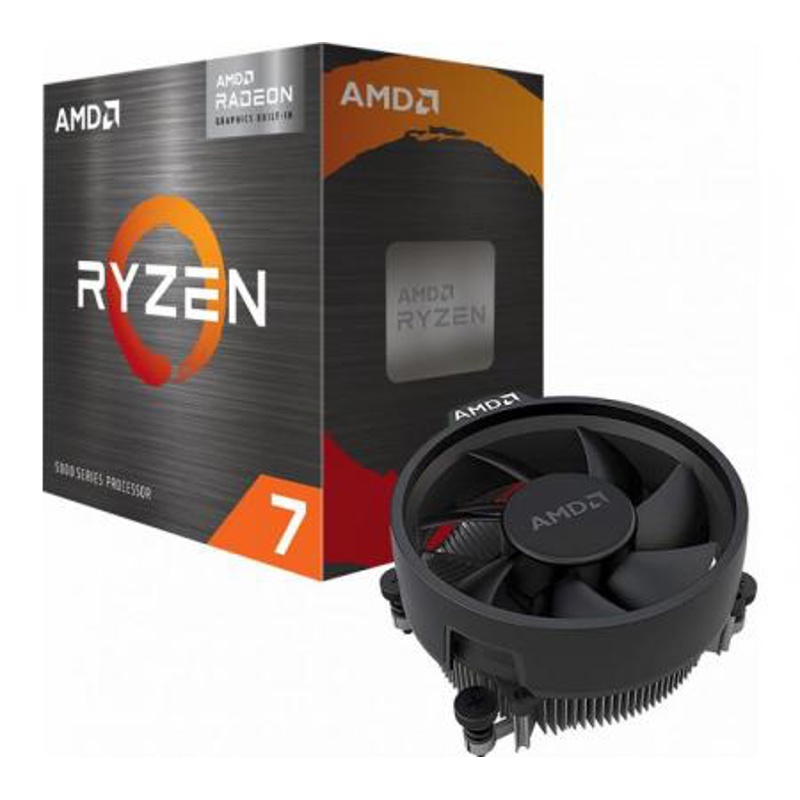 AMD
AMD
RADEON
GRAPHICS BUILT-IN
RYZEN
5000 SERIES PROCESSOR
7
AMD
AMD
RYZEN
AMD
AMD